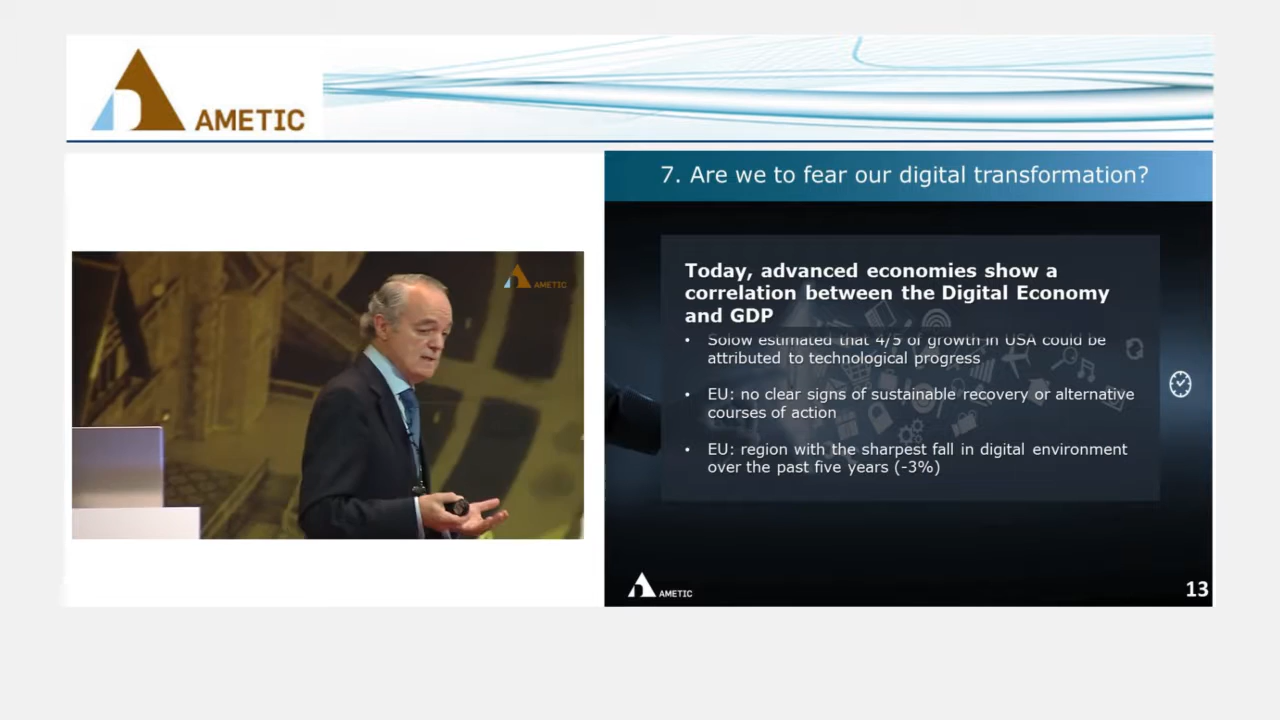 AMETIC
7. Are we to fear our digital transformation?
AMETIC
Today, advanced economies show a
correlation between the Digital Economy
and GDP
• Solow estimated that 4/5 of growth in USA could be
attributed to technological progress
• EU: no clear signs of sustainable recovery or alternative
courses of action
• EU: region with the sharpest fall in digital environment
over the past five years (-3%)
AMETIC
13